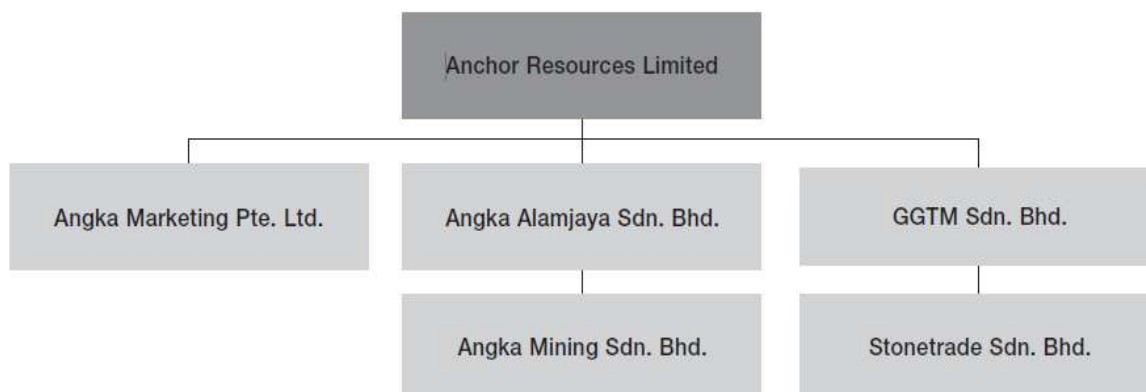 Anchor Resources Limited
Angka Marketing Pte. Ltd.
Angka Alamjaya Sdn. Bhd.
GGTM Sdn. Bhd.
Angka Mining Sdn. Bhd.
Stonetrade Sdn. Bhd.